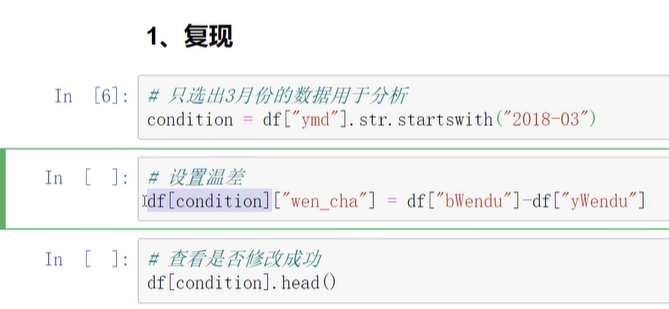 1、复现
In [6]: # 只选出3月份的数据用于分析
condition = df["ymd"].str.startswith("2018-03")
In [ ]: # 设置温差
df[condition]["wen_cha"] = df["bWendu"]-df["yWendu"]
In [ ]: # 查看是否修改成功
df[condition].head()